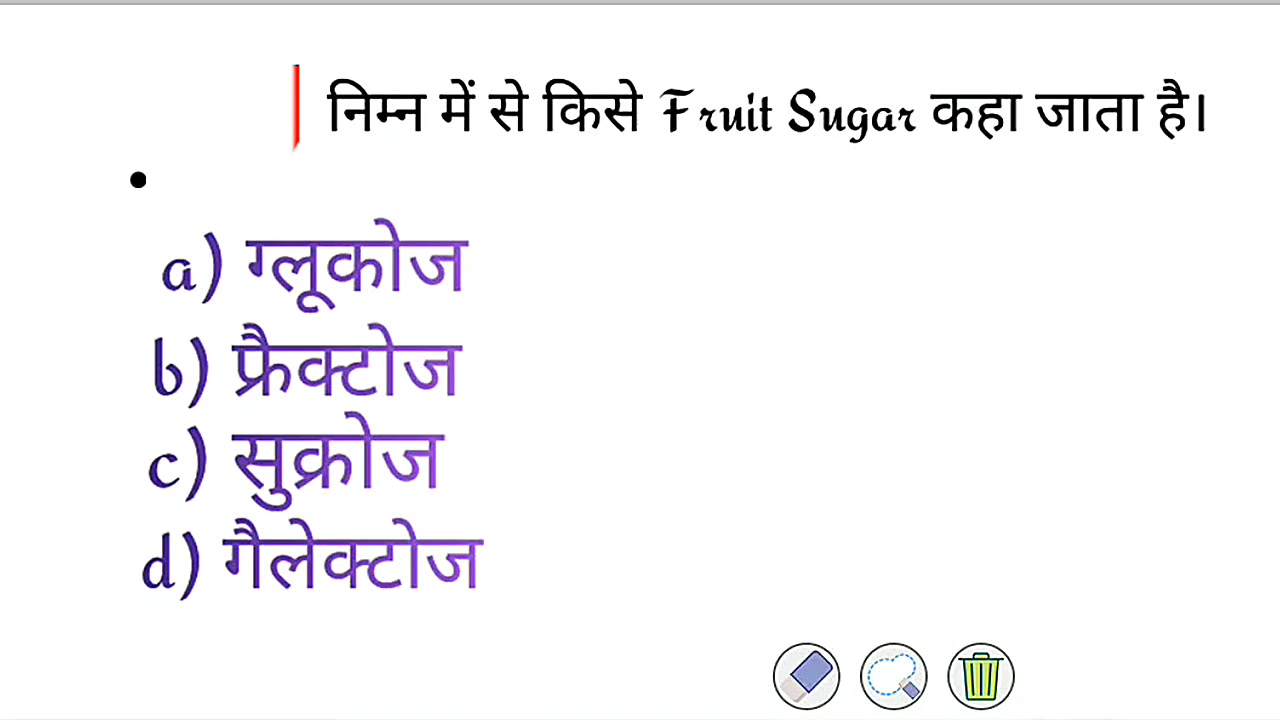 निम्न में से किसे Fruit Sugar कहा जाता है।
a) ग्लूकोज
b) फ्रैक्टोज
c) सुक्रोज
d) गैलेक्टोज